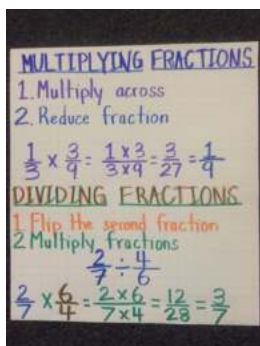 MULTIPLYING FRACTIONS
1. Multiply across
2. Reduce fraction
1/3 × 3/9 = 1×3/3×9 = 3/27 = 1/9
DIVIDING FRACTIONS
1 Flip the second fraction
2 Multiply fractions
2/7 ÷ 4/6
2/7 × 6/4 = 2×6/7×4 = 12/28 = 3/7